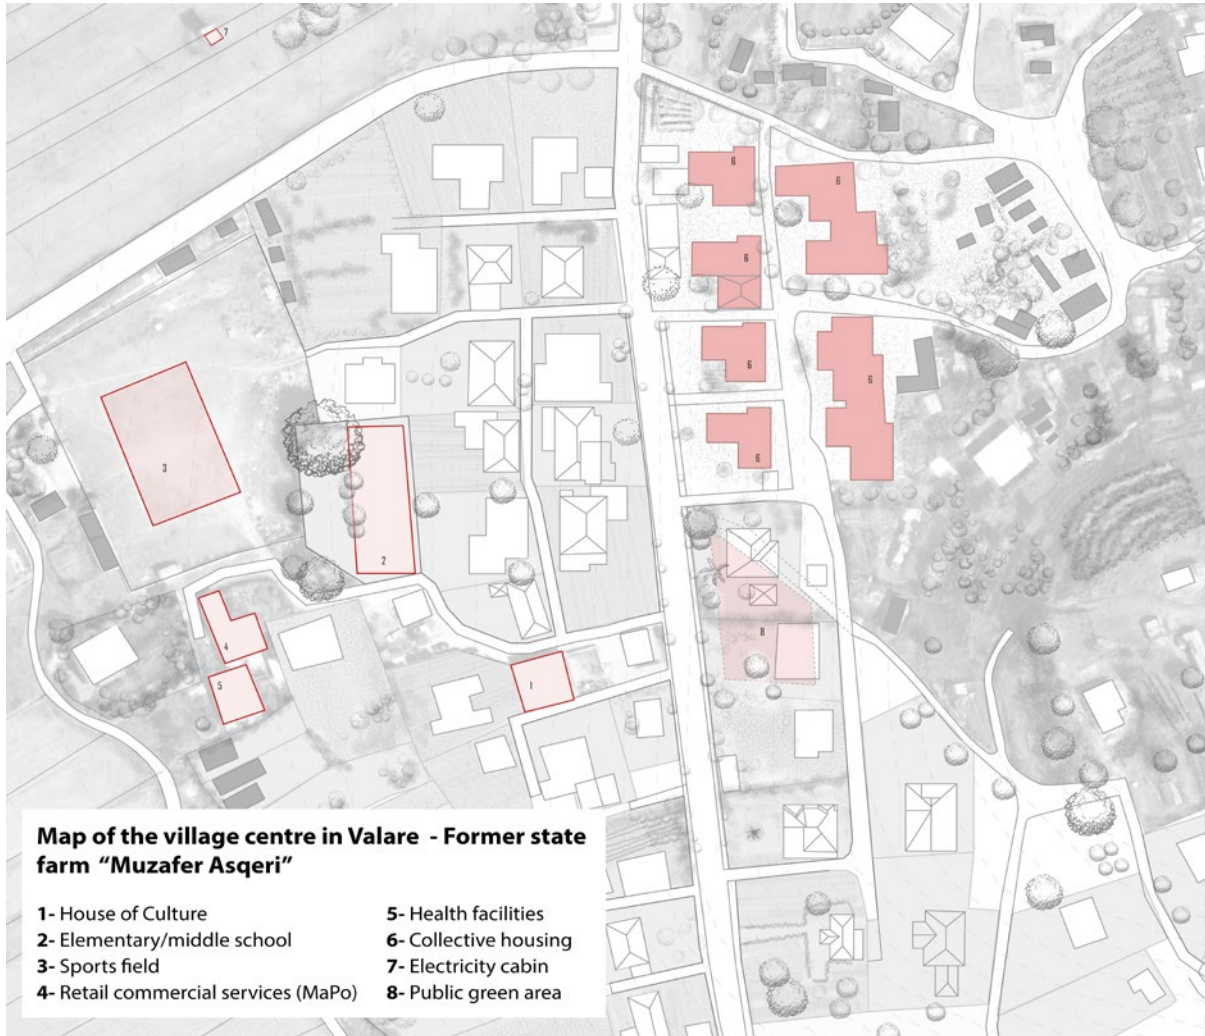 7
6
6
6
6
6
3
6
2
8
4
5
1
Map of the village centre in Valare - Former state
farm “Muzafer Asqeri”
1- House of Culture
2- Elementary/middle school
3- Sports field
4- Retail commercial services (MaPo)
5- Health facilities
6- Collective housing
7- Electricity cabin
8- Public green area